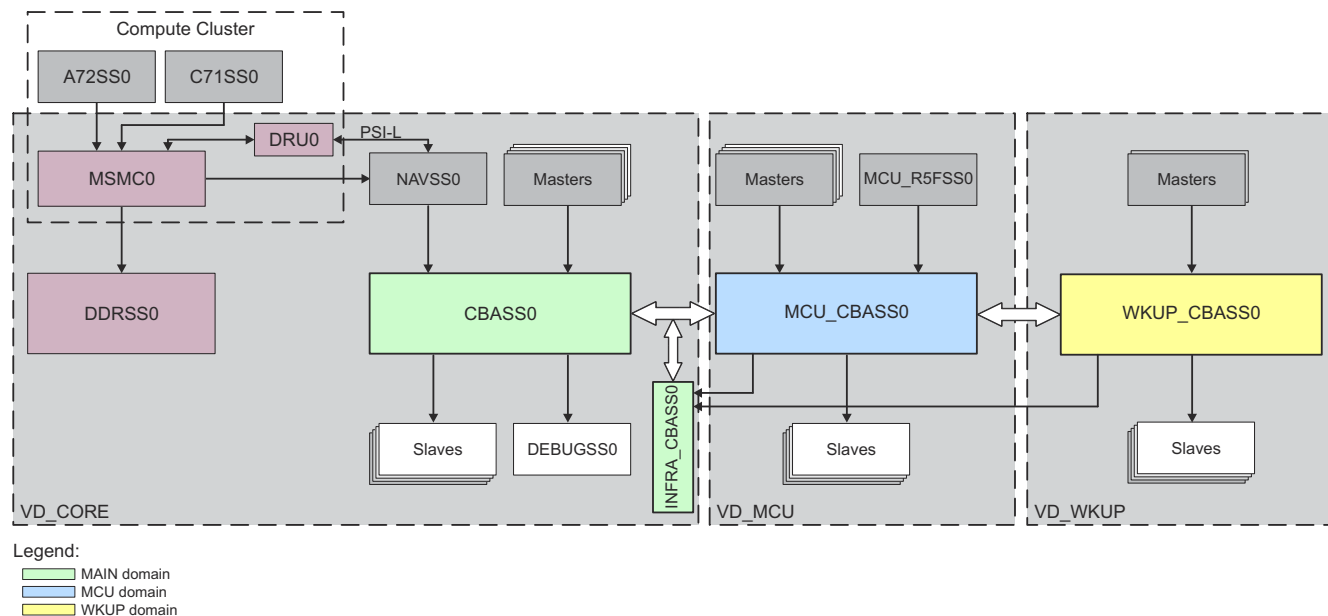 Compute Cluster
A72SS0
C71SS0
DRU0
PSI-L
MSMC0
NAVSS0
Masters
Masters
MCU_R5FSS0
Masters
DDRSS0
CBASS0
MCU_CBASS0
WKUP_CBASS0
INFRA_CBASS0
Slaves
DEBUGSS0
Slaves
Slaves
VD_CORE
VD_MCU
VD_WKUP
Legend:
MAIN domain
MCU domain
WKUP domain